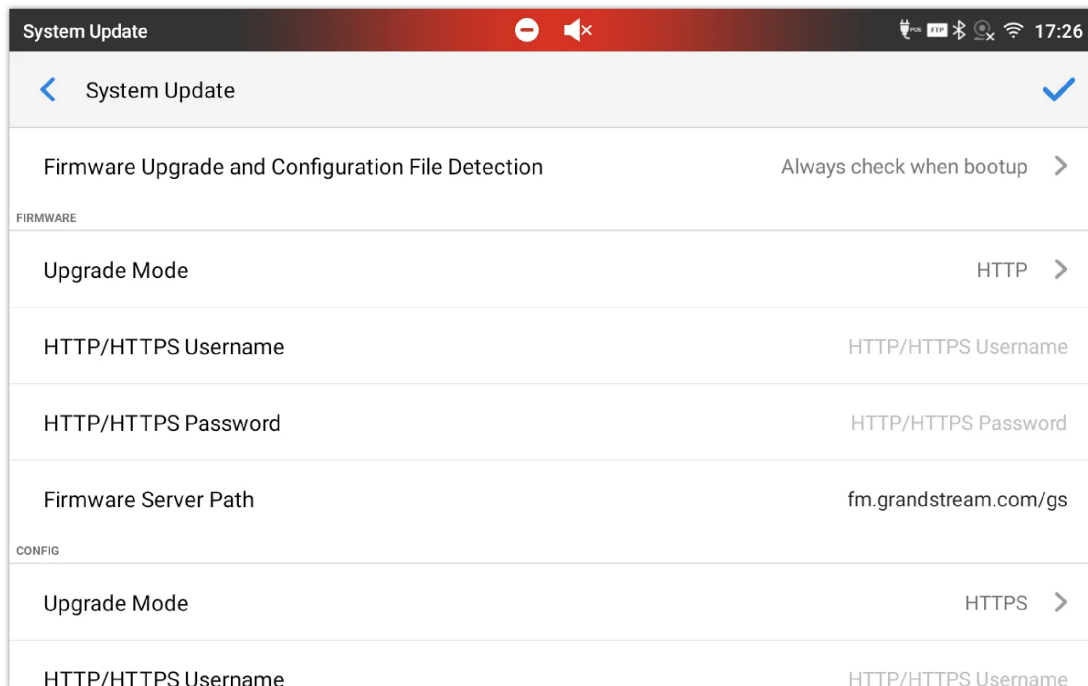 System Update
POE FTP 17:26
System Update
Firmware Upgrade and Configuration File Detection Always check when bootup
FIRMWARE
Upgrade Mode HTTP
HTTP/HTTPS Username HTTP/HTTPS Username
HTTP/HTTPS Password HTTP/HTTPS Password
Firmware Server Path fm.grandstream.com/gs
CONFIG
Upgrade Mode HTTPS
HTTP/HTTPS Username HTTP/HTTPS Username